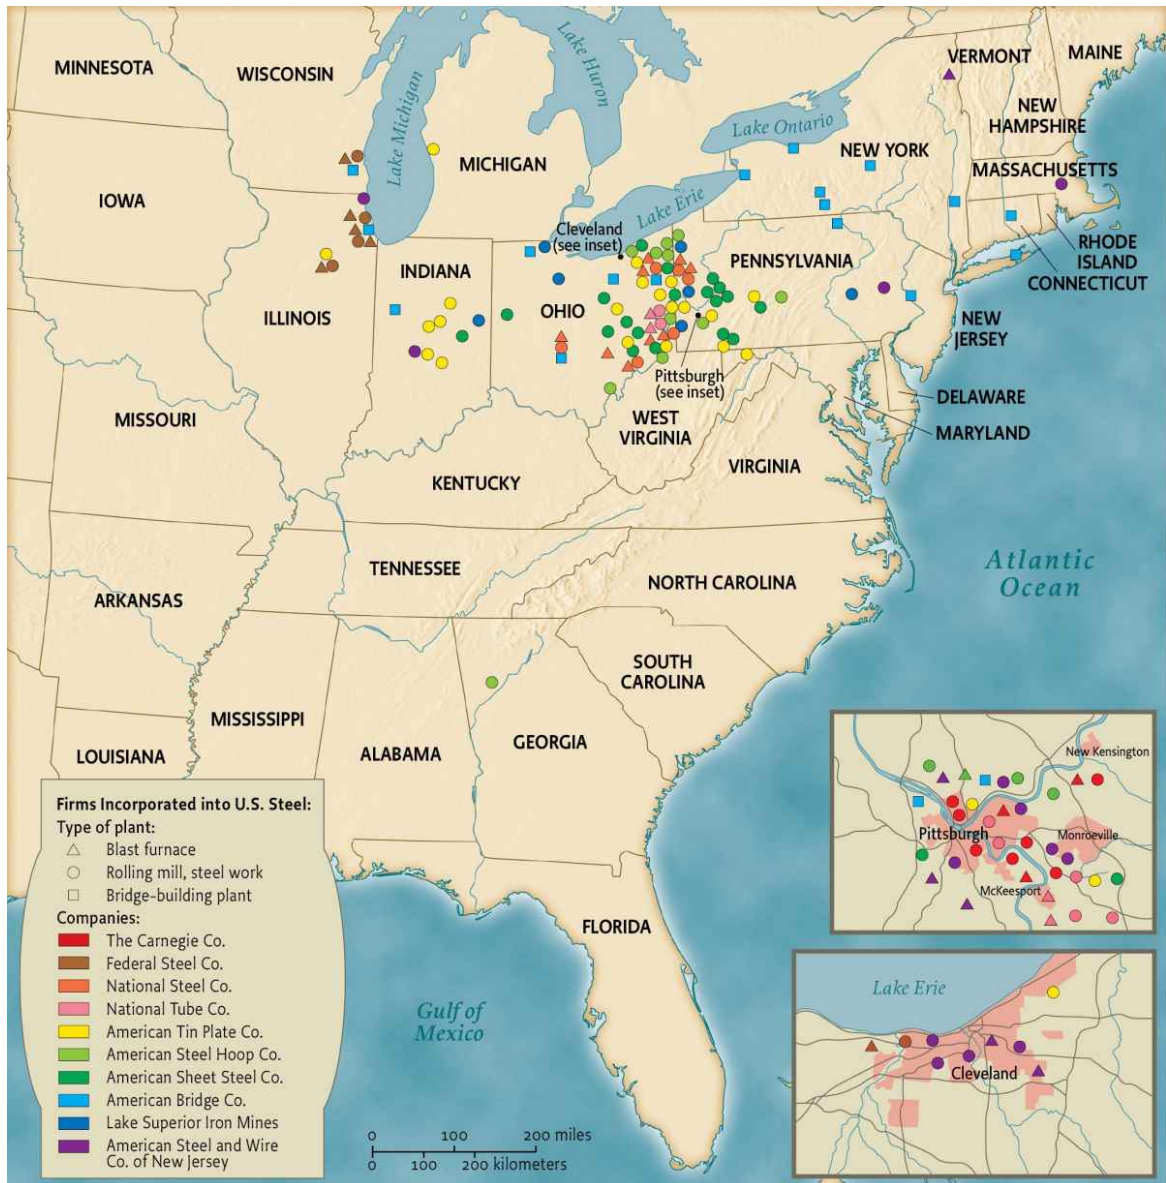 MINNESOTA
WISCONSIN
Lake Michigan
Lake Huron
MICHIGAN
Lake Ontario
NEW YORK
VERMONT
MAINE
NEW
HAMPSHIRE
MASSACHUSETTS
IOWA
Lake Erie
Cleveland
(see inset)
RHODE
ISLAND
CONNECTICUT
PENNSYLVANIA
INDIANA
ILLINOIS
OHIO
NEW
JERSEY
Pittsburgh
(see inset)
DELAWARE
MARYLAND
MISSOURI
WEST
VIRGINIA
VIRGINIA
KENTUCKY
TENNESSEE
NORTH CAROLINA
Atlantic
Ocean
ARKANSAS
SOUTH
CAROLINA
MISSISSIPPI
ALABAMA
GEORGIA
LOUISIANA
FLORIDA
Gulf of
Mexico
Firms Incorporated into U.S. Steel:
Type of plant:
Blast furnace
Rolling mill, steel work
Bridge-building plant
Companies:
The Carnegie Co.
Federal Steel Co.
National Steel Co.
National Tube Co.
American Tin Plate Co.
American Steel Hoop Co.
American Sheet Steel Co.
American Bridge Co.
Lake Superior Iron Mines
American Steel and Wire
Co. of New Jersey
0 100 200 miles
0 100 200 kilometers
New Kensington
Pittsburgh
Monroeville
McKeesport
Lake Erie
Cleveland